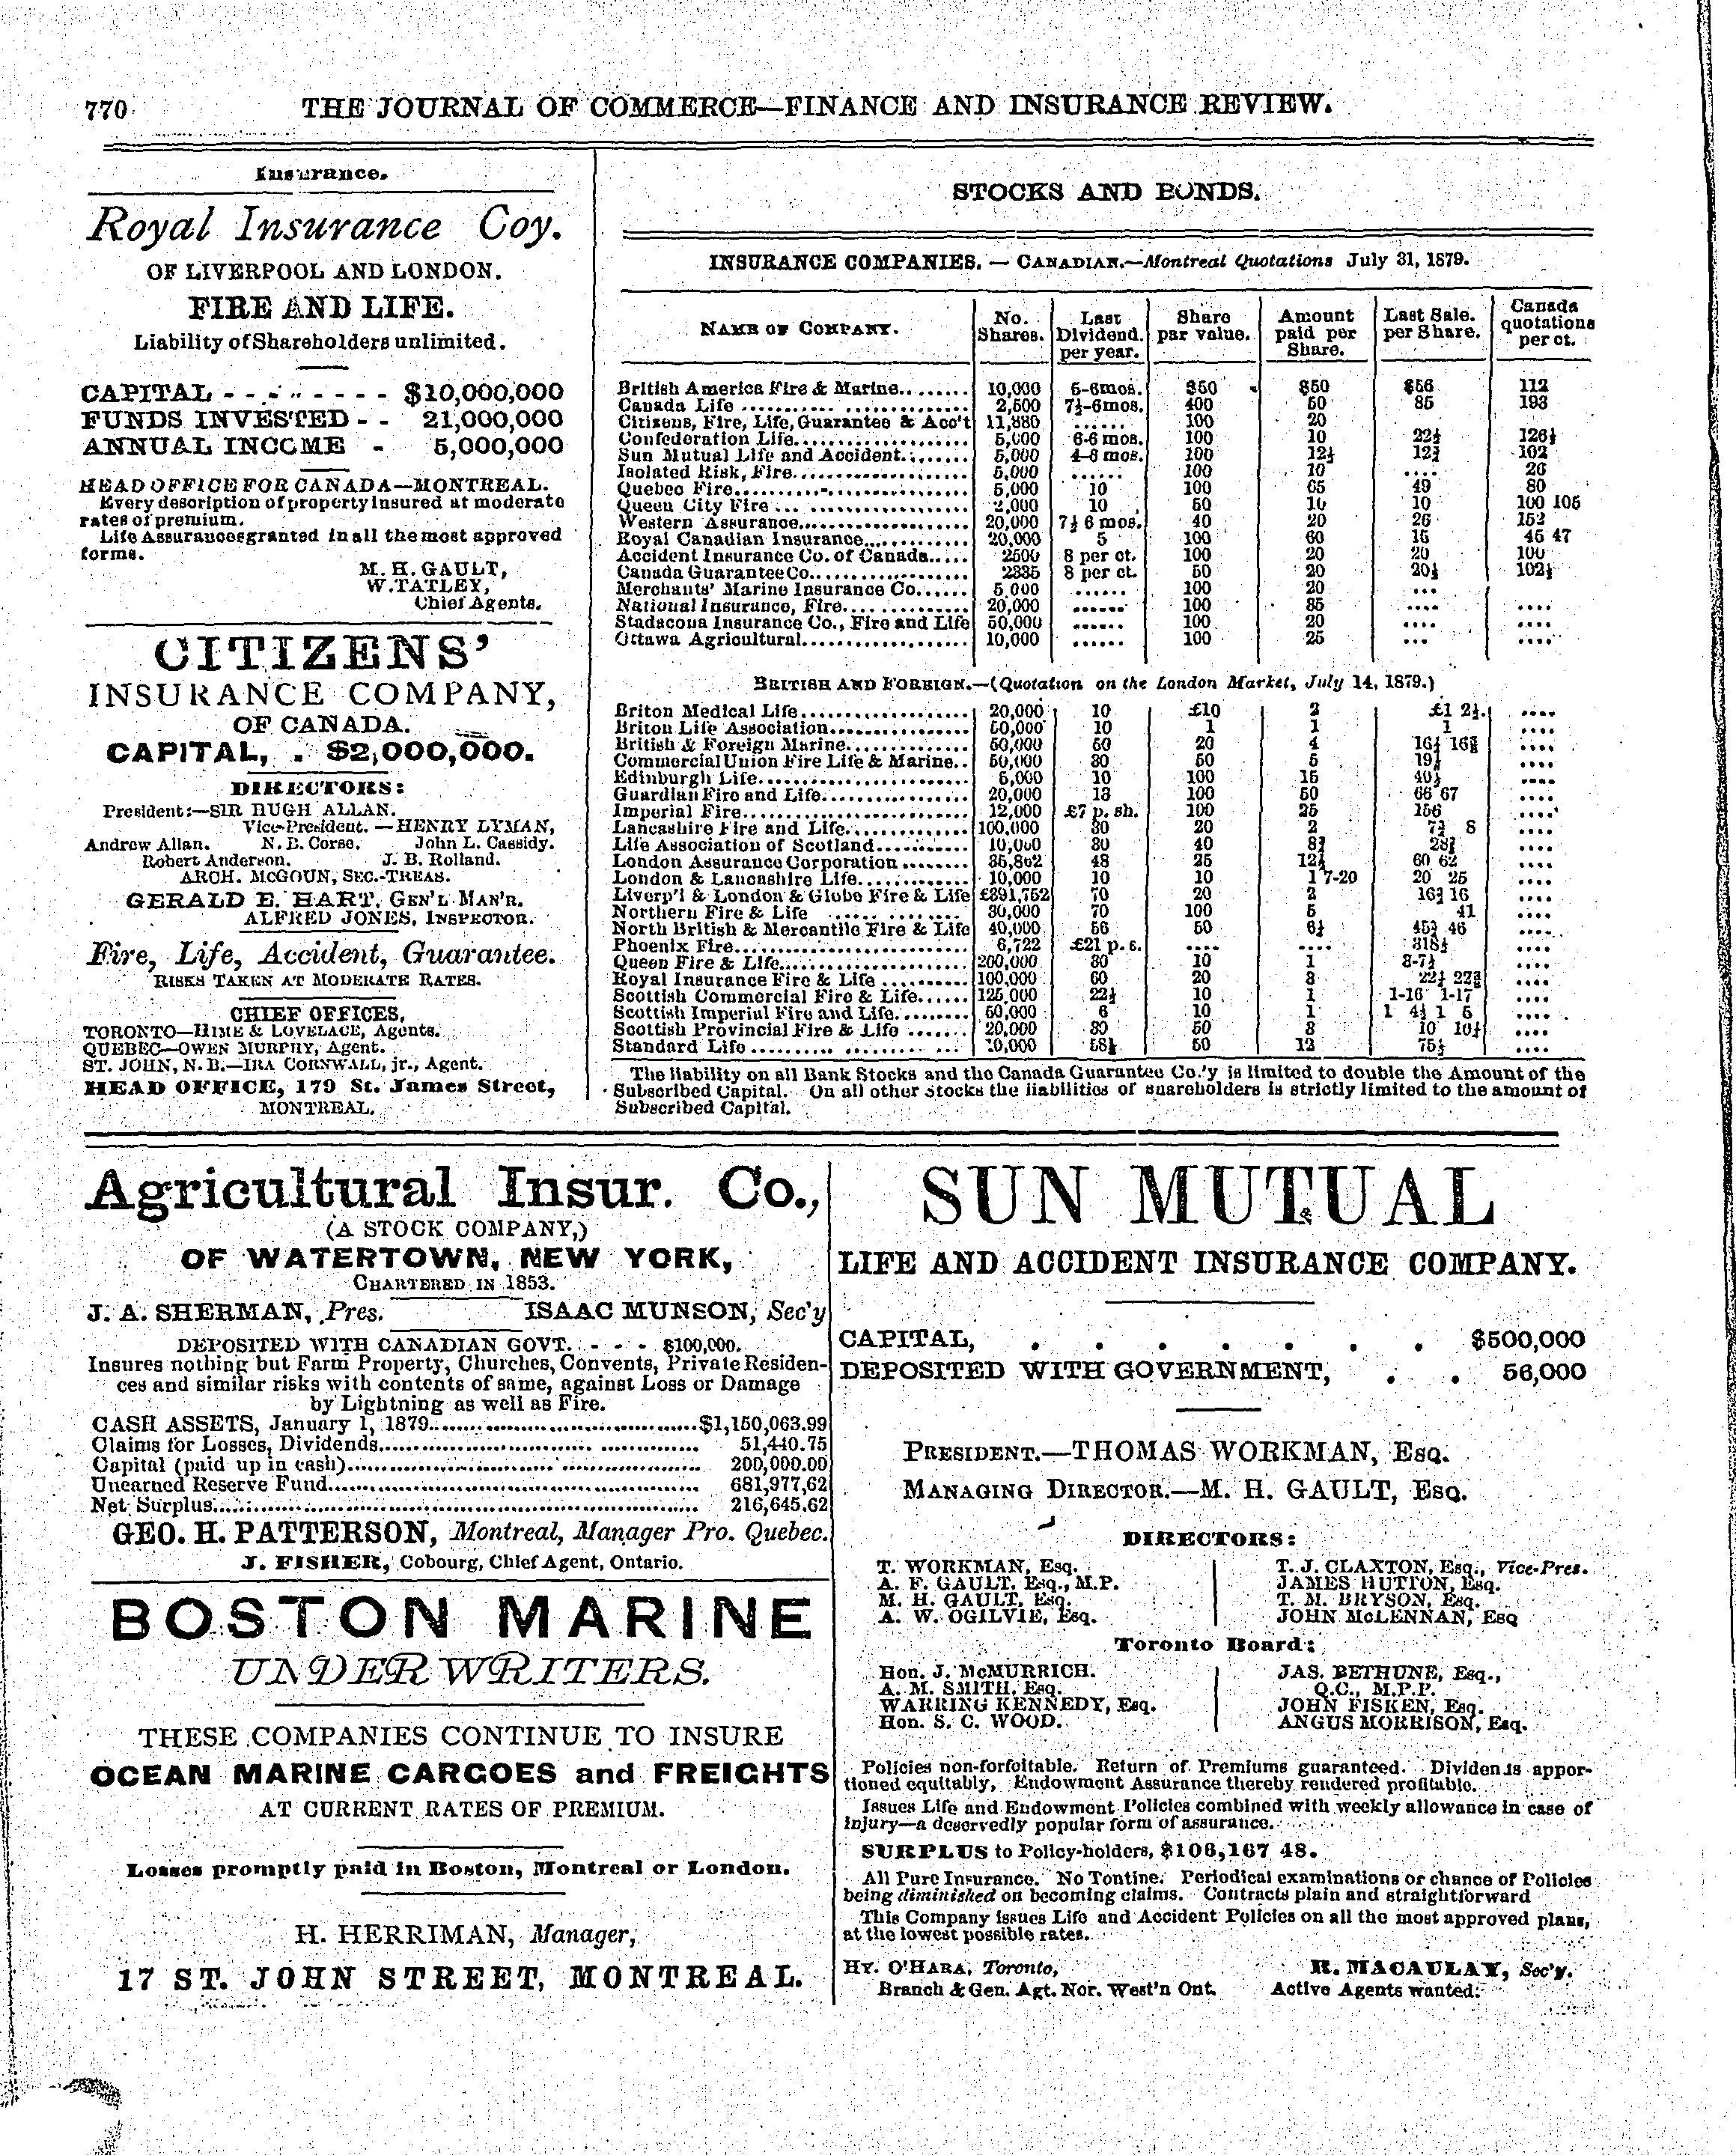 770 THE JOURNAL OF COMMERCE—FINANCE AND INSURANCE REVIEW.
Insurance.
Royal Insurance Coy.
OF LIVERPOOL AND LONDON.
FIRE AND LIFE.
Liability of Shareholders unlimited.
CAPITAL - - - - - - - - $10,000,000
FUNDS INVESTED - - 21,000,000
ANNUAL INCOME - 5,000,000
HEAD OFFICE FOR CANADA—MONTREAL.
Every description of property insured at moderate
rates of premium.
Life Assurances granted in all the most approved
forms.
M. H. GAULT,
W. TATLEY,
Chief Agents.
CITIZENS'
INSURANCE COMPANY,
OF CANADA.
CAPITAL, . $2,000,000.
DIRECTORS:
President:—SIR HUGH ALLAN.
Vice-President.—HENRY LYMAN,
Andrew Allan. N. B. Corse. John L. Cassidy.
Robert Anderson. J. B. Rolland.
ARCH. McGOUN, SEC.-TREAS.
GERALD E. HART, GEN'L MAN'R.
ALFRED JONES, INSPECTOR.
Fire, Life, Accident, Guarantee.
RISKS TAKEN AT MODERATE RATES.
CHIEF OFFICES,
TORONTO—HIME & LOVELACE, Agents.
QUEBEC—OWEN MURPHY, Agent.
ST. JOHN, N. B.—IRA CORNWALL, jr., Agent.
HEAD OFFICE, 179 St. James Street,
MONTREAL.
STOCKS AND BONDS.
INSURANCE COMPANIES. — CANADIAN.—Montreal Quotations July 31, 1879.
NAME OF COMPANY. No. Shares. Last Dividend per year. Share par value. Amount paid per Share. Last Sale. per Share. Canada quotations per ct.
British America Fire & Marine........ 10,000 5-6mos. $50 $50 $56 112
Canada Life .......... 2,500 7½-6mos. 400 50 85 193
Citizens, Fire, Life, Guarantee & Acc't 11,880 ...... 100 20
Confederation Life.......... 5,000 6-6 mos. 100 10 22½ 126½
Sun Mutual Life and Accident......... 5,000 4-6 mos. 100 12½ 12¾ 102
Isolated Risk, Fire.......... 5,000 ...... 100 10 .... 26
Quebec Fire.......... 5,000 10 100 65 49 80
Queen City Fire .......... 2,000 10 50 10 10 100 105
Western Assurance.......... 20,000 7½ 6 mos. 40 20 26 152
Royal Canadian Insurance.......... 20,000 5 100 60 15 45 47
Accident Insurance Co. of Canada..... 2500 8 per ct. 100 20 20 100
Canada Guarantee Co.......... 2335 8 per ct. 50 20 20½ 102½
Merchants' Marine Insurance Co...... 5,000 ...... 100 20 ...
National Insurance, Fire.......... 20,000 ...... 100 85 .... ....
Stadacona Insurance Co., Fire and Life 50,000 ...... 100 20 .... ....
Ottawa Agricultural.......... 10,000 ...... 100 25 ... ....
BRITISH AND FOREIGN.—(Quotation on the London Market, July 14, 1879.)
Briton Medical Life.......... 20,000 10 £10 2 £1 2½. ....
Briton Life Association.......... 50,000 10 1 1 1 ....
British & Foreign Marine.......... 50,000 50 20 4 ....
Commercial Union Fire Life & Marine.. 50,000 30 50 5 ....
Edinburgh Life.......... 5,000 10 100 15 ....
Guardian Fire and Life.......... 20,000 13 100 50 66 67 ....
Imperial Fire.......... 12,000 £7 p. sh. 100 25 156 ....
Lancashire Fire and Life.......... 100,000 30 20 2 ....
Life Association of Scotland.......... 10,000 30 40 ....
London Assurance Corporation ........ 35,862 48 25 12½ 60 62 ....
London & Lancashire Life.......... 10,000 10 10 1 7-20 20 25 ....
Liverp'l & London & Globe Fire & Life £391,752 70 20 2 ....
Northern Fire & Life .......... 30,000 70 100 5 41 ....
North British & Mercantile Fire & Life 40,000 56 50 6¼ ....
Phoenix Fire.......... 6,722 £21 p. s. .... .... ....
Queen Fire & Life.......... 200,000 30 10 1 ....
Royal Insurance Fire & Life .......... 100,000 60 20 3 ....
Scottish Commercial Fire & Life...... 125,000 22½ 10 1 1-16 1-17 ....
Scottish Imperial Fire and Life........ 50,000 6 10 1 ....
Scottish Provincial Fire & Life ....... 20,000 30 50 3 ....
Standard Life .......... 10,000 58½ 50 12 ....
The liability on all Bank Stocks and the Canada Guarantee Co.'y is limited to double the Amount of the
Subscribed Capital. On all other stocks the liabilities of shareholders is strictly limited to the amount of
Subscribed Capital.
Agricultural Insur. Co.,
(A STOCK COMPANY,)
OF WATERTOWN, NEW YORK,
CHARTERED IN 1853.
J. A. SHERMAN, Pres. ISAAC MUNSON, Sec'y
DEPOSITED WITH CANADIAN GOVT. - - - $100,000.
Insures nothing but Farm Property, Churches, Convents, Private Residen-
ces and similar risks with contents of same, against Loss or Damage
by Lightning as well as Fire.
CASH ASSETS, January 1, 1879.......... $1,150,063.99
Claims for Losses, Dividends.......... 51,440.75
Capital (paid up in cash).......... 200,000.00
Unearned Reserve Fund.......... 681,977,62
Net Surplus.......... 216,645.62
GEO. H. PATTERSON, Montreal, Manager Pro. Quebec.
J. FISHER, Cobourg, Chief Agent, Ontario.
BOSTON MARINE
UNDERWRITERS.
THESE COMPANIES CONTINUE TO INSURE
OCEAN MARINE CARGOES and FREIGHTS
AT CURRENT RATES OF PREMIUM.
Losses promptly paid in Boston, Montreal or London.
H. HERRIMAN, Manager,
17 ST. JOHN STREET, MONTREAL.
SUN MUTUAL
LIFE AND ACCIDENT INSURANCE COMPANY.
CAPITAL, . . . . . . . $500,000
DEPOSITED WITH GOVERNMENT, . . 56,000
PRESIDENT.—THOMAS WORKMAN, ESQ.
MANAGING DIRECTOR.—M. H. GAULT, ESQ.
DIRECTORS:
T. WORKMAN, Esq. T. J. CLAXTON, Esq., Vice-Pres.
A. F. GAULT. Esq., M.P. JAMES HUTTON, Esq.
M. H. GAULT, Esq. T. M. BRYSON, Esq.
A. W. OGILVIE, Esq. JOHN McLENNAN, Esq
Toronto Board:
Hon. J. McMURRICH. JAS. BETHUNE, Esq.,
A. M. SMITH, Esq. Q.C., M.P.P.
WARRING KENNEDY, Esq. JOHN FISKEN, Esq.
Hon. S. C. WOOD. ANGUS MORRISON, Esq.
Policies non-forfeitable. Return of Premiums guaranteed. Dividends appor-
tioned equitably, Endowment Assurance thereby rendered profitable.
Issues Life and Endowment Policies combined with weekly allowance in case of
Injury—a deservedly popular form of assurance.
SURPLUS to Policy-holders, $106,167 48.
All Pure Insurance. No Tontine. Periodical examinations or chance of Policies
being diminished on becoming claims. Contracts plain and straightforward
This Company issues Life and Accident Policies on all the most approved plans,
at the lowest possible rates.
HY. O'HARA, Toronto, R. MACAULAY, Sec'y.
Branch & Gen. Agt. Nor. West'n Ont. Active Agents wanted.